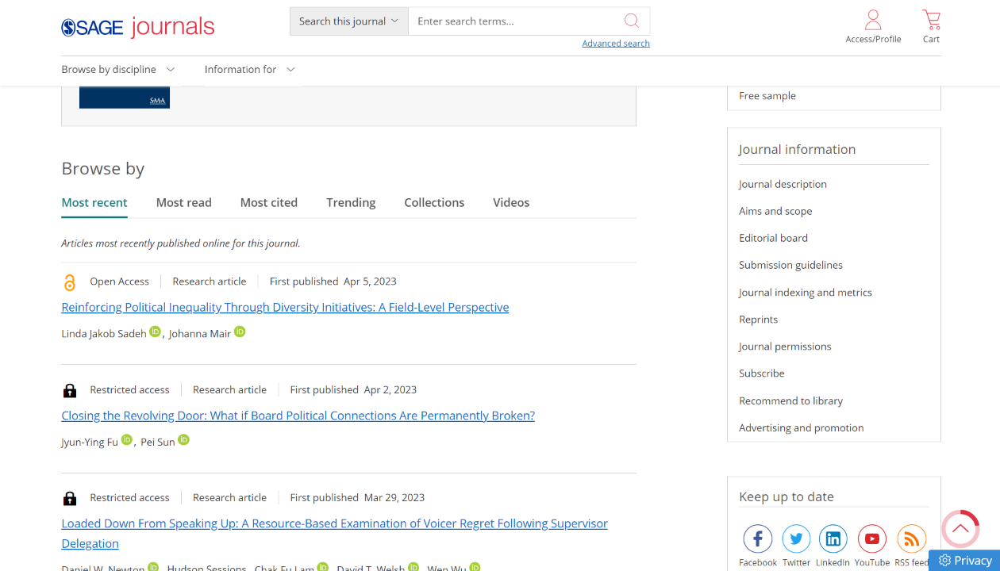 SAGE journals
Search this journal
Enter search terms...
Advanced search
Access/Profile
Cart
Browse by discipline
Information for
SMA
Free sample
Browse by
Most recent
Most read
Most cited
Trending
Collections
Videos
Articles most recently published online for this journal.
Open Access
Research article
First published Apr 5, 2023
Reinforcing Political Inequality Through Diversity Initiatives: A Field-Level Perspective
Linda Jakob Sadeh iD, Johanna Mair iD
Restricted access
Research article
First published Apr 2, 2023
Closing the Revolving Door: What if Board Political Connections Are Permanently Broken?
Jyun-Ying Fu iD, Pei Sun iD
Restricted access
Research article
First published Mar 29, 2023
Loaded Down From Speaking Up: A Resource-Based Examination of Voicer Regret Following Supervisor
Delegation
Daniel W. Newton iD, Hudson Sessions, Chak Fu Lam iD, David T. Welsh iD, Wen Wu iD
Journal information
Journal description
Aims and scope
Editorial board
Submission guidelines
Journal indexing and metrics
Reprints
Journal permissions
Subscribe
Recommend to library
Advertising and promotion
Keep up to date
Facebook
Twitter
LinkedIn
YouTube
RSS feed
Privacy